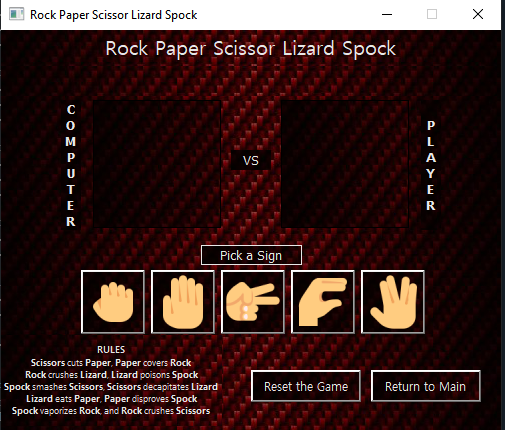 Rock Paper Scissor Lizard Spock
Rock Paper Scissor Lizard Spock
COMPUTER
VS
PLAYER
Pick a Sign
RULES
Scissors cuts Paper, Paper covers Rock
Rock crushes Lizard, Lizard poisons Spock
Spock smashes Scissors, Scissors decapitates Lizard
Lizard eats Paper, Paper disproves Spock
Spock vaporizes Rock, and Rock crushes Scissors
Reset the Game
Return to Main